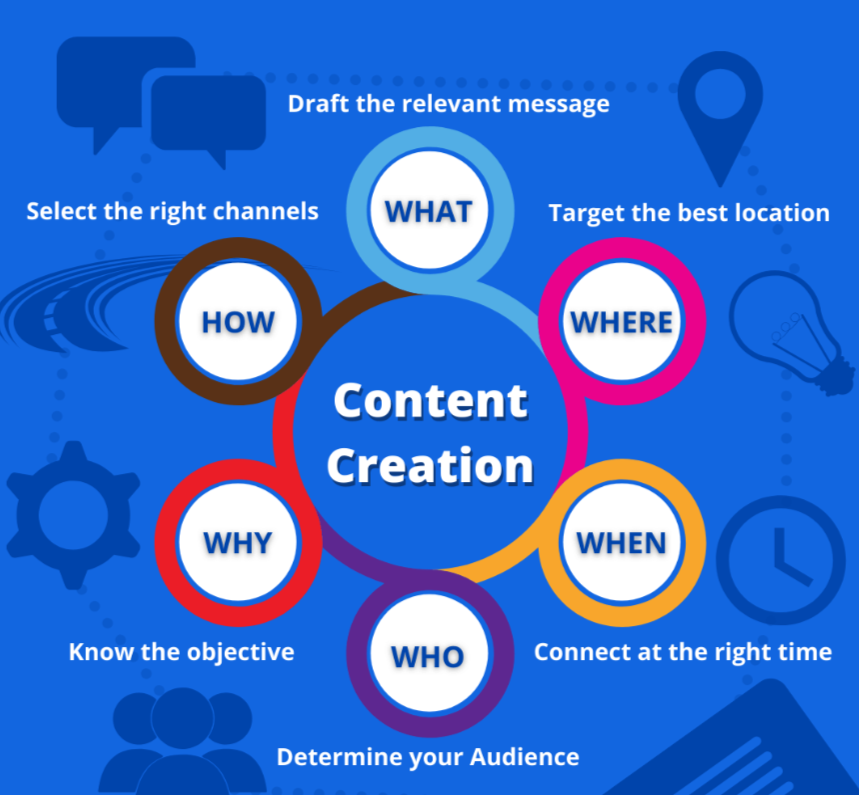 Draft the relevant message
WHAT
Select the right channels
Target the best location
HOW
WHERE
Content
Creation
WHY
WHEN
Know the objective
WHO
Connect at the right time
Determine your Audience